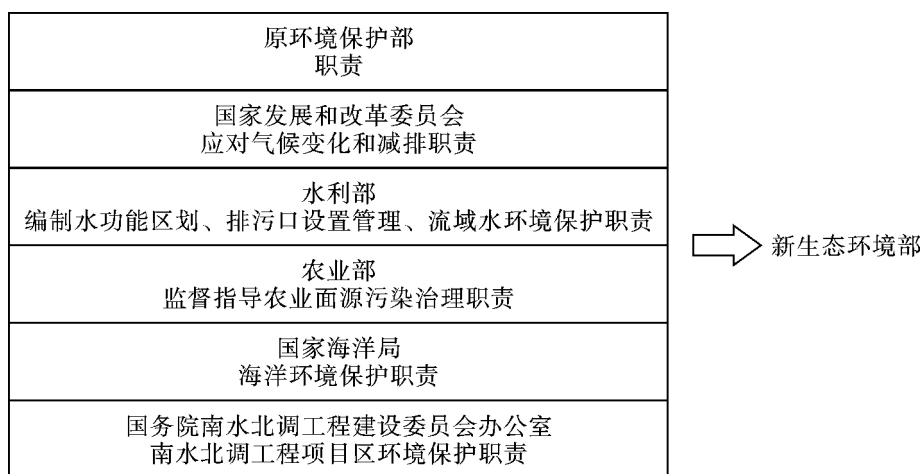 原环境保护部
职责
国家发展和改革委员会
应对气候变化和减排职责
水利部
编制水功能区划、排污口设置管理、流域水环境保护职责
农业部
监督指导农业面源污染治理职责
国家海洋局
海洋环境保护职责
国务院南水北调工程建设委员会办公室
南水北调工程项目区环境保护职责
新生态环境部